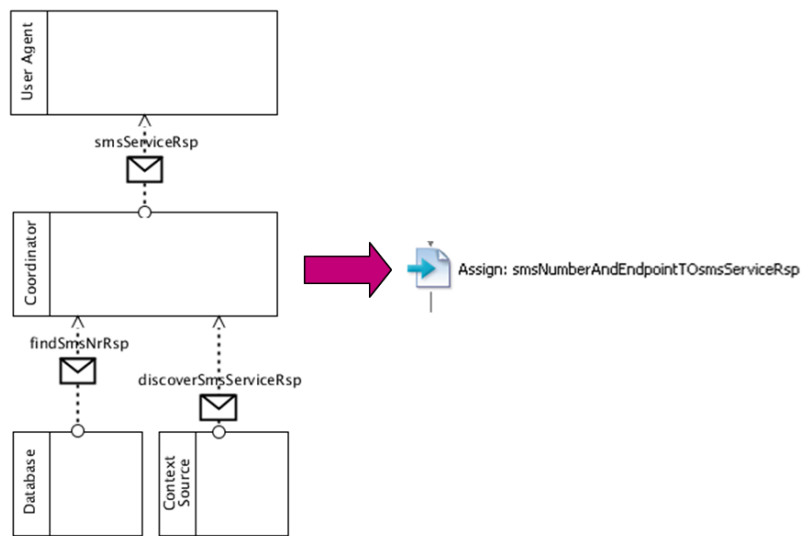 User Agent
smsServiceRsp
Coordinator
Assign: smsNumberAndEndpointTOsmsServiceRsp
findSmsNrRsp
discoverSmsServiceRsp
Database
Context
Source